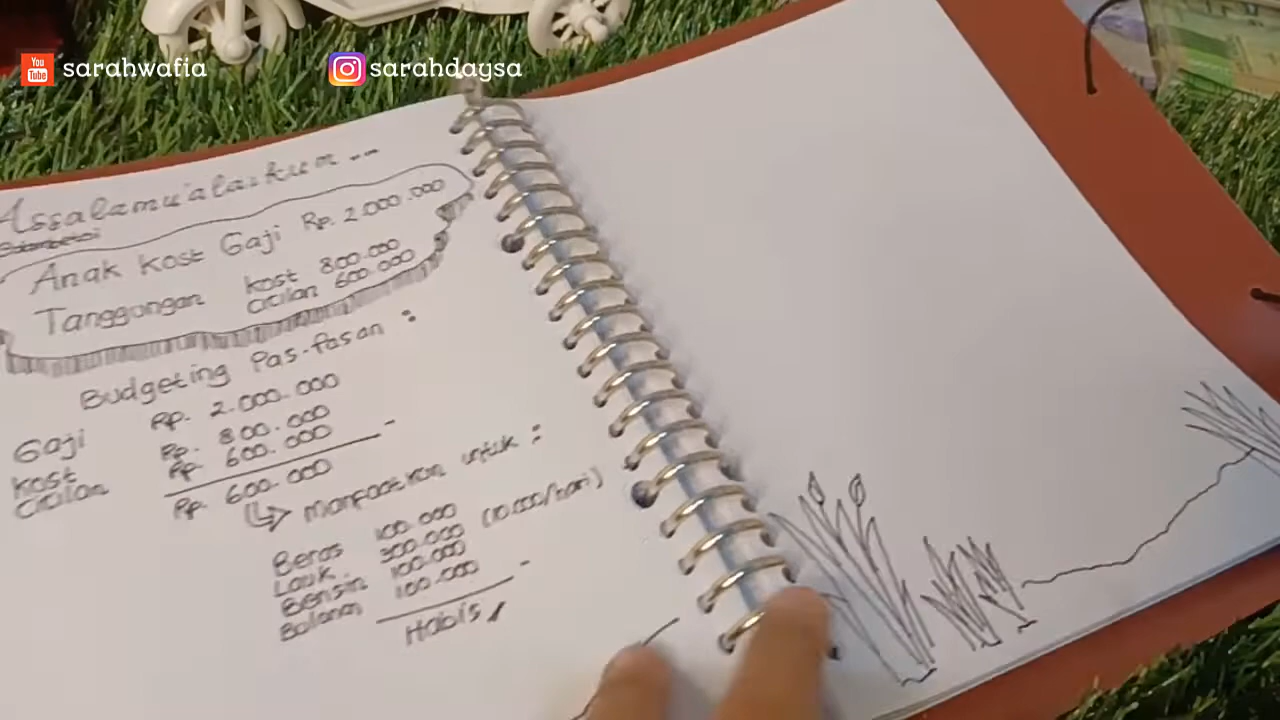 You Tube sarahwafia
sarahdaysa
Assalamu'alaikum ...
Anak Kost Gaji Rp. 2.000.000
Tanggungan kost 800.000
Cicilan 600.000
Budgeting Pas-Pasan :
Gaji Rp. 2.000.000
Kost Rp. 800.000
Cicilan Rp. 600.000 -
Rp. 600.000
↳ Manfaatkan untuk :
Beras 100.000
Lauk 300.000 (10.000/hari)
Bensin 100.000
Bulanan 100.000 -
Habis